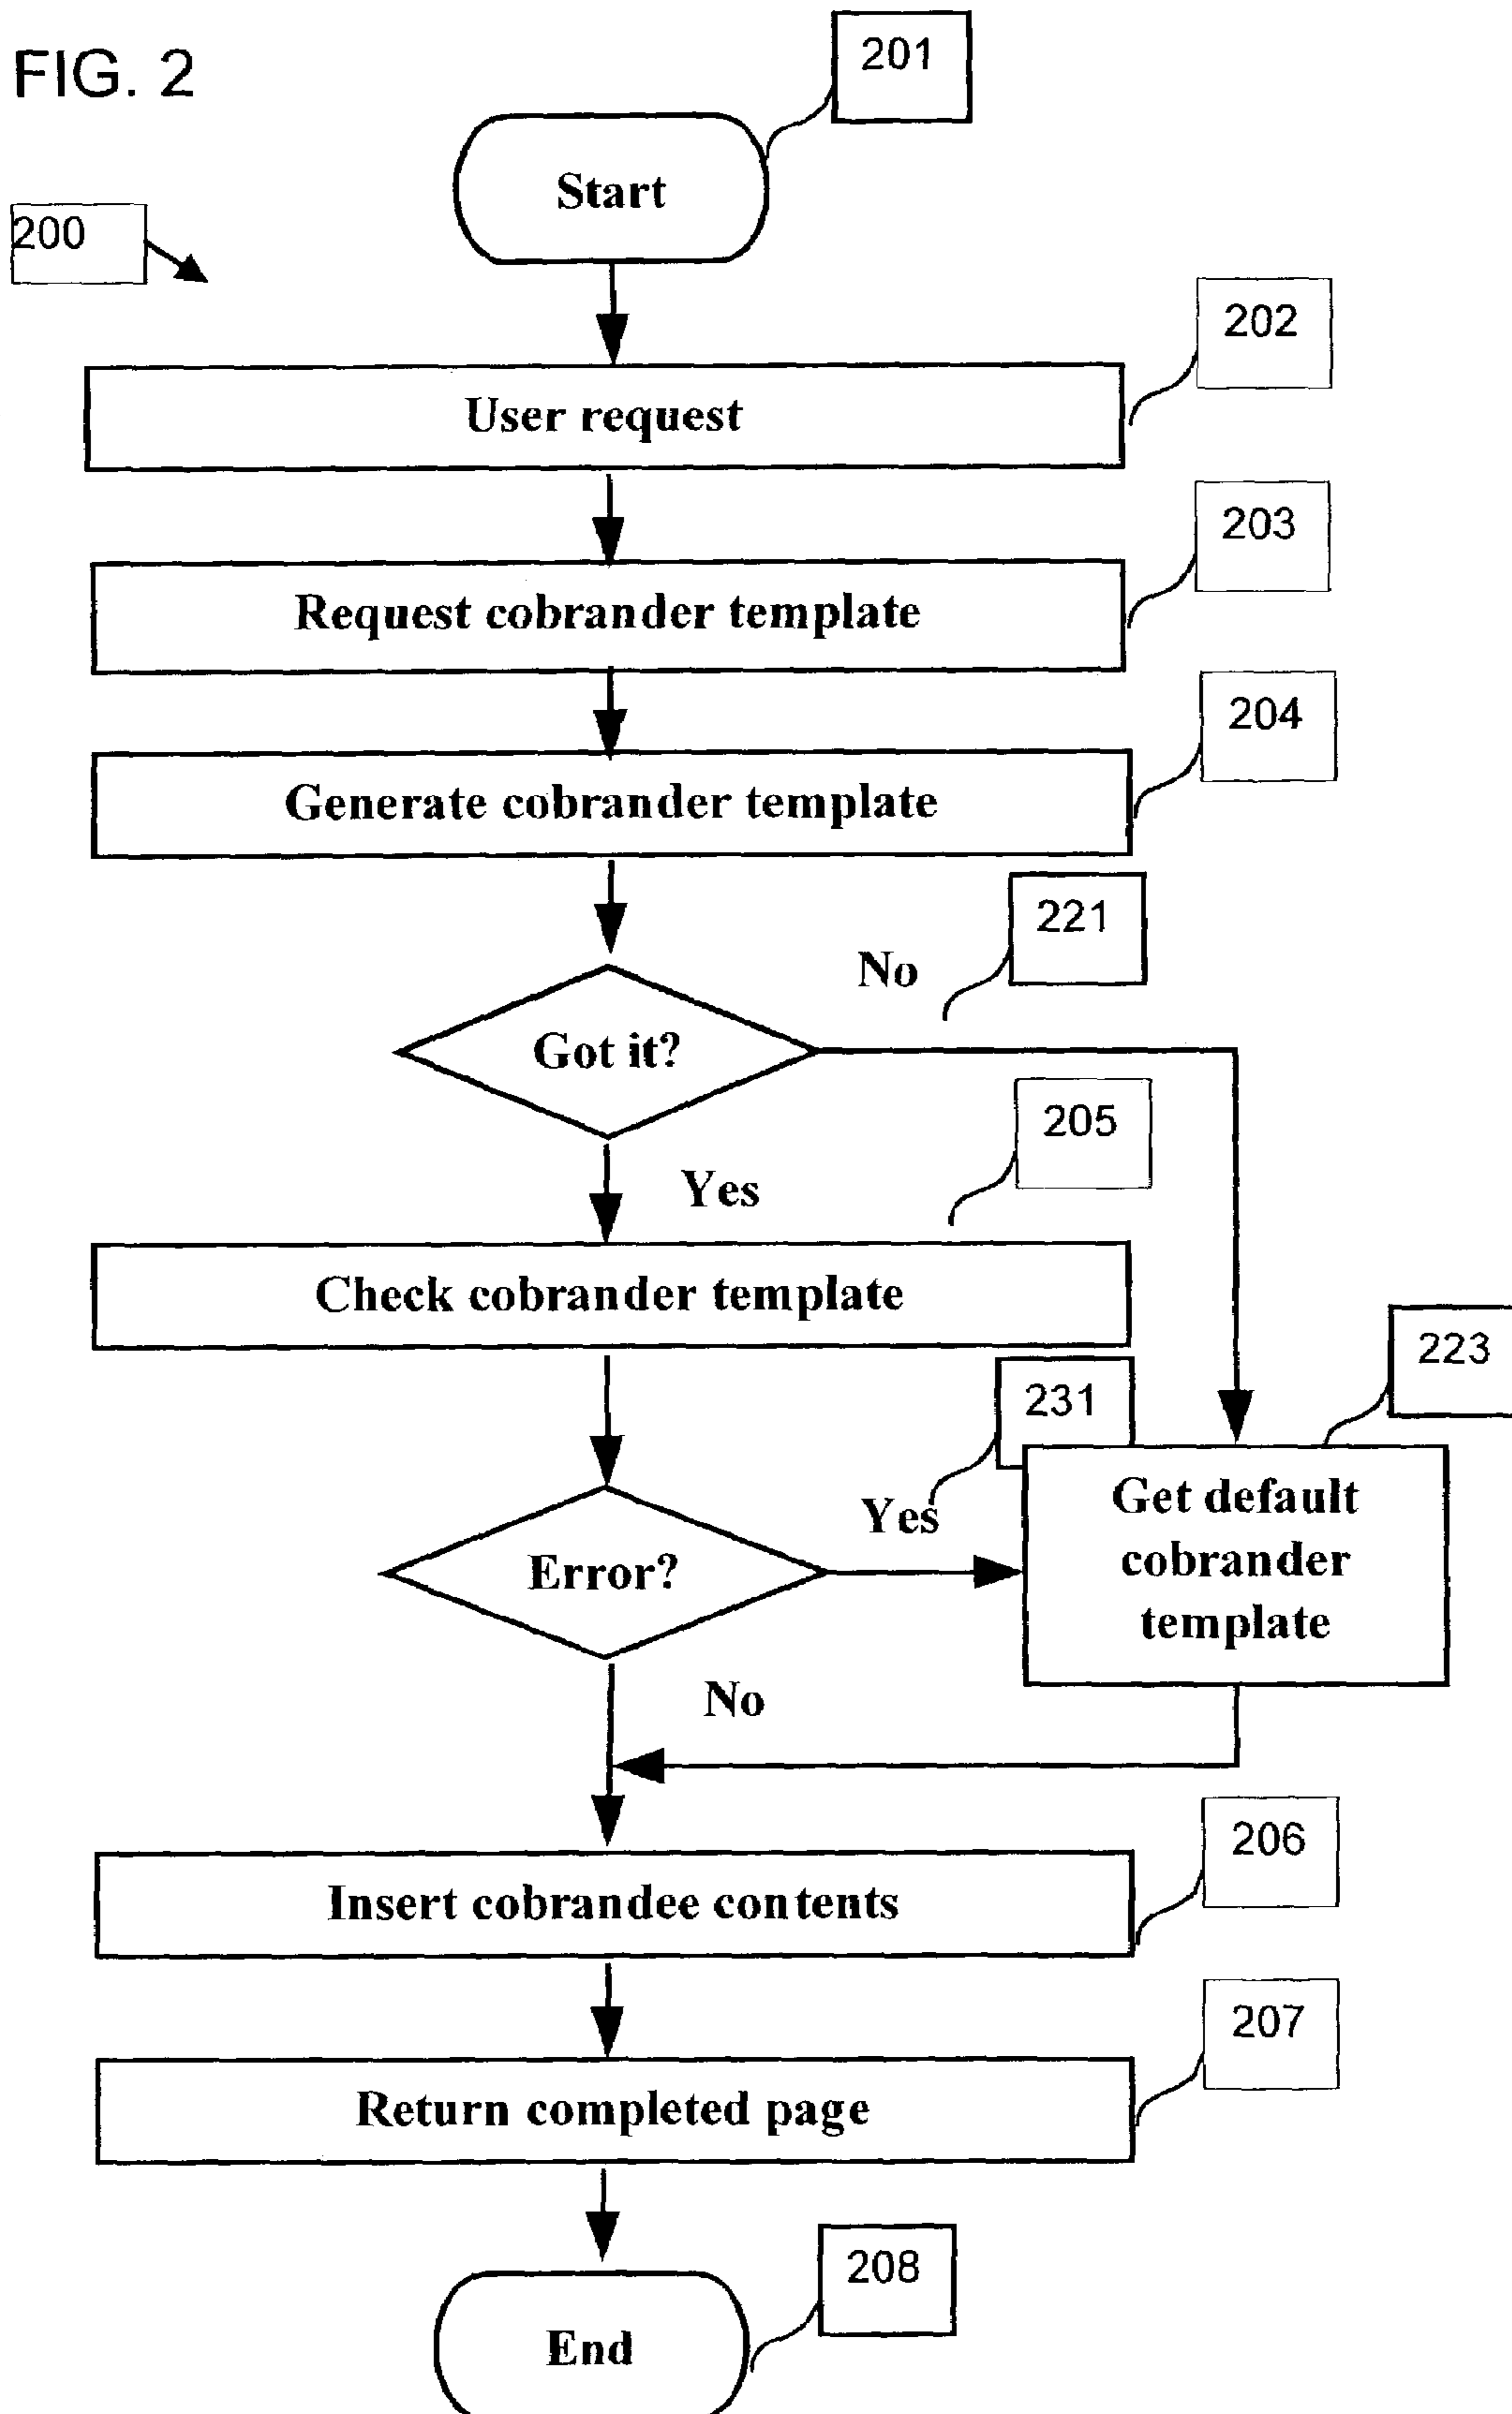 FIG. 2
201
Start
200
202
User request
203
Request cobrander template
204
Generate cobrander template
221
No
Got it?
205
Yes
Check cobrander template
223
231
Get default
cobrander
template
Yes
Error?
No
206
Insert cobrandee contents
207
Return completed page
208
End